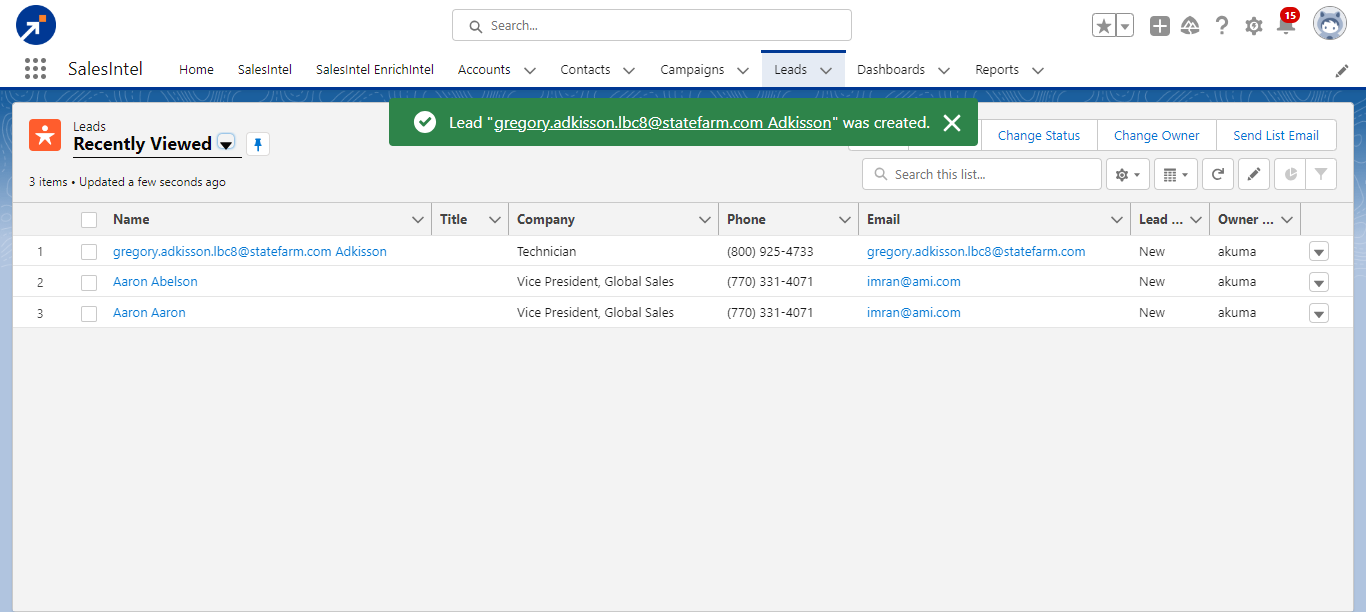 Search...
15
SalesIntel Home SalesIntel SalesIntel EnrichIntel Accounts Contacts Campaigns Leads Dashboards Reports
Lead "gregory.adkisson.lbc8@statefarm.com Adkisson" was created.
Leads
Recently Viewed
Change Status Change Owner Send List Email
3 items • Updated a few seconds ago
Search this list...
Name Title Company Phone Email Lead ... Owner ...
1 gregory.adkisson.lbc8@statefarm.com Adkisson Technician (800) 925-4733 gregory.adkisson.lbc8@statefarm.com New akuma
2 Aaron Abelson Vice President, Global Sales (770) 331-4071 imran@ami.com New akuma
3 Aaron Aaron Vice President, Global Sales (770) 331-4071 imran@ami.com New akuma